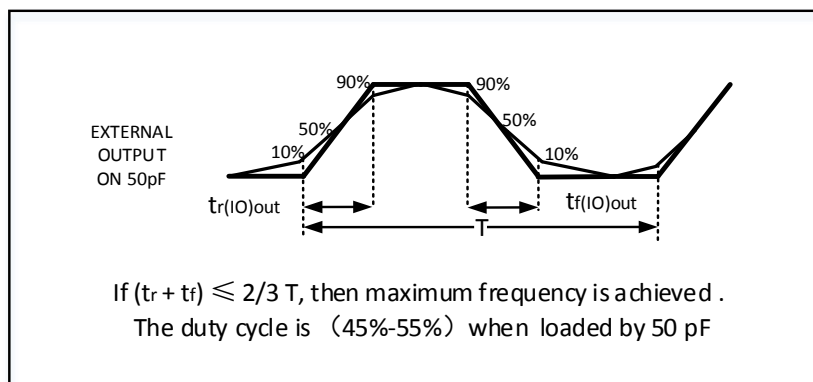 90%
90%
50%
50%
EXTERNAL
OUTPUT
ON 50pF
10%
10%
tr(IO)out
tf(IO)out
T
If (tr + tf) ≤ 2/3 T, then maximum frequency is achieved .
The duty cycle is （45%-55%）when loaded by 50 pF